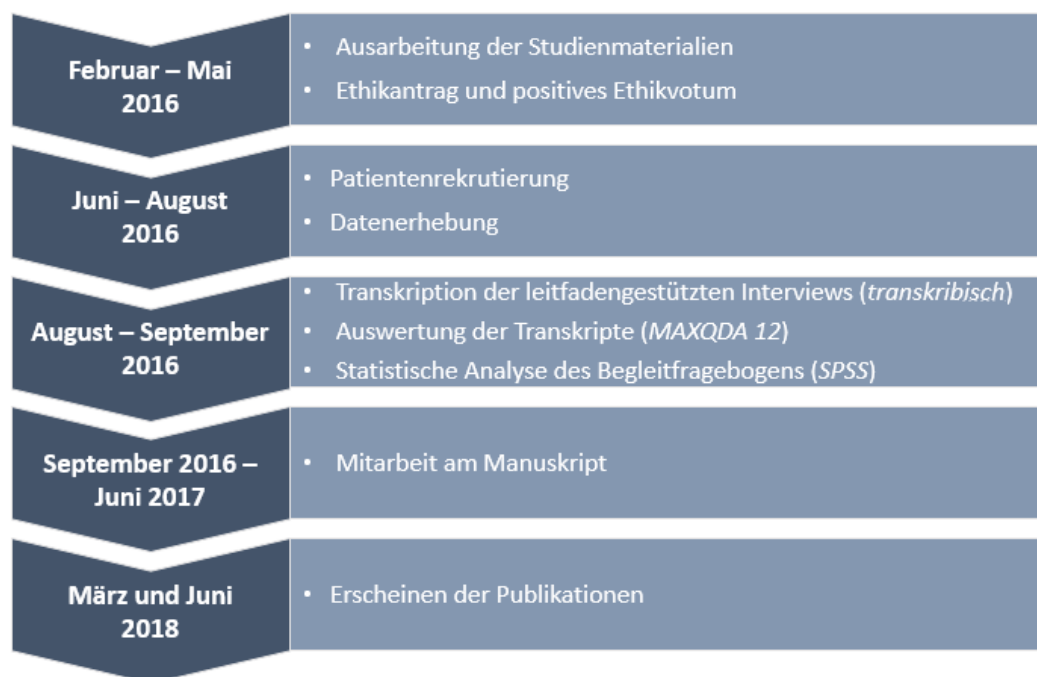 Februar – Mai
2016
• Ausarbeitung der Studienmaterialien
• Ethikantrag und positives Ethikvotum
Juni – August
2016
• Patientenrekrutierung
• Datenerhebung
August – September
2016
• Transkription der leitfadengestützten Interviews (transkribisch)
• Auswertung der Transkripte (MAXQDA 12)
• Statistische Analyse des Begleitfragebogens (SPSS)
September 2016 –
Juni 2017
• Mitarbeit am Manuskript
März und Juni
2018
• Erscheinen der Publikationen